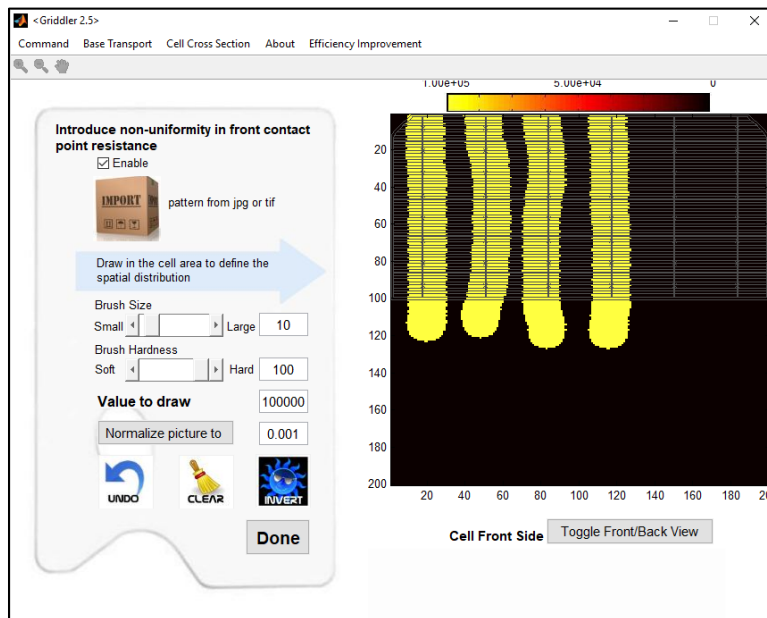 <Griddler 2.5>
Command Base Transport Cell Cross Section About Efficiency Improvement
1.00e+05 5.00e+04 0
Introduce non-uniformity in front contact
point resistance
Enable
IMPORT
pattern from jpg or tif
Draw in the cell area to define the
spatial distribution
Brush Size
Small Large 10
Brush Hardness
Soft Hard 100
Value to draw 100000
Normalize picture to 0.001
UNDO CLEAR INVERT
Done
20
40
60
80
100
120
140
160
180
200
20 40 60 80 100 120 140 160 180
Cell Front Side Toggle Front/Back View